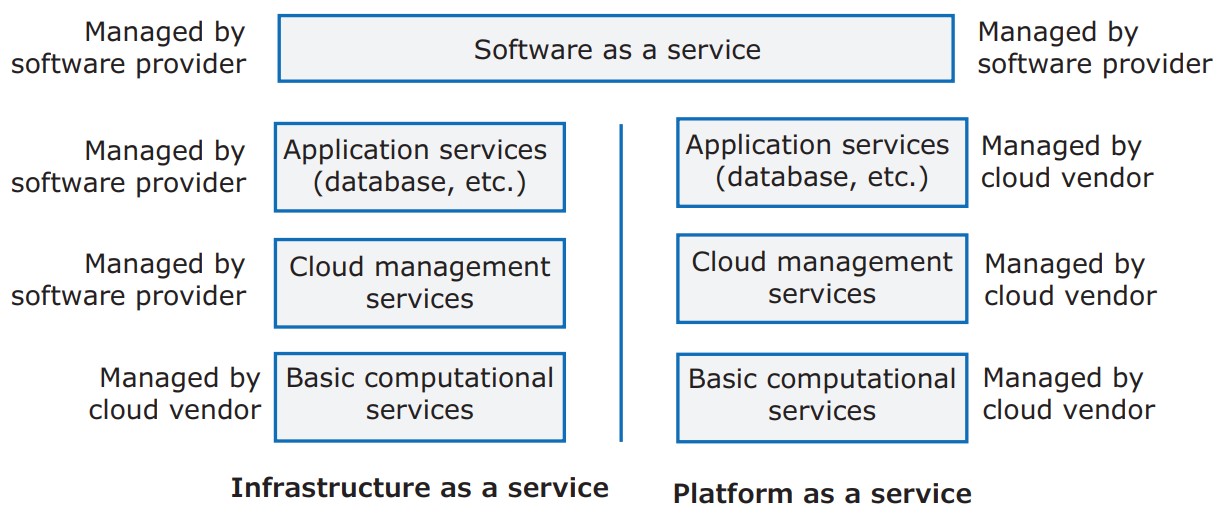 Managed by
software provider
Software as a service
Managed by
software provider
Managed by
software provider
Application services
(database, etc.)
Application services
(database, etc.)
Managed by
cloud vendor
Managed by
software provider
Cloud management
services
Cloud management
services
Managed by
cloud vendor
Managed by
cloud vendor
Basic computational
services
Basic computational
services
Managed by
cloud vendor
Infrastructure as a service
Platform as a service